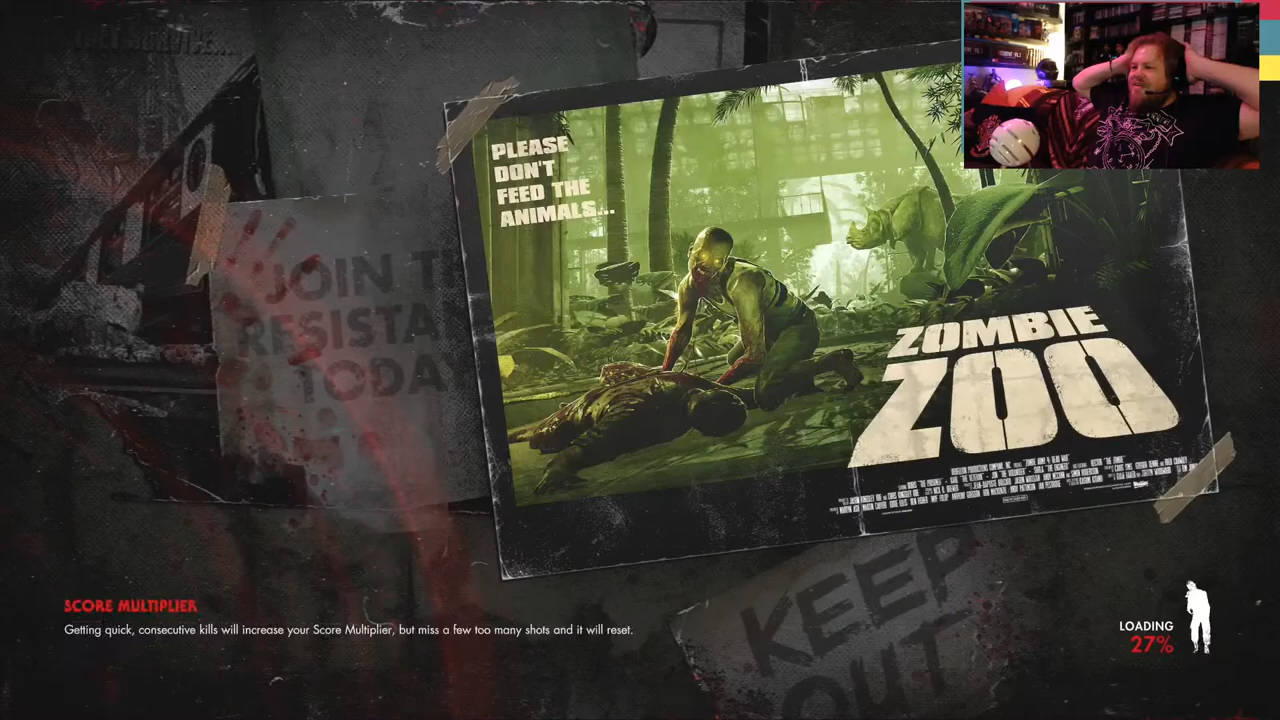 PLEASE
DON'T
FEED THE
ANIMALS...
JOIN T
RESISTA
TODA
ZOMBIE
ZOO
KEEP
OUT
SCORE MULTIPLIER
Getting quick, consecutive kills will increase your Score Multiplier, but miss a few too many shots and it will reset.
LOADING
27%